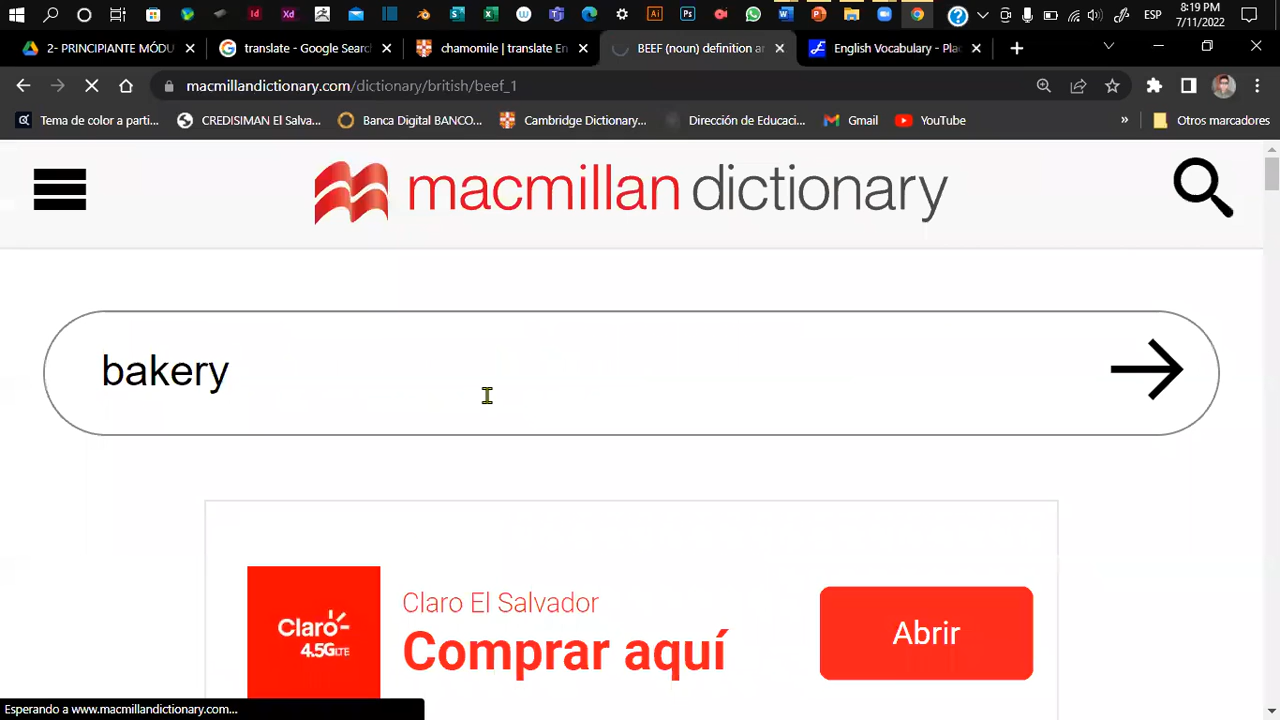 ESP
8:19 PM
7/11/2022
2- PRINCIPIANTE MÓDU
translate - Google Search
chamomile | translate En
BEEF (noun) definition an
English Vocabulary - Plac
macmillandictionary.com/dictionary/british/beef_1
Tema de color a parti...
CREDISIMAN El Salva...
Banca Digital BANCO...
Cambridge Dictionary...
Dirección de Educaci...
Gmail
YouTube
»
Otros marcadores
macmillan dictionary
bakery
Claro El Salvador
Comprar aquí
Claro
4.5G LTE
Abrir
Esperando a www.macmillandictionary.com...